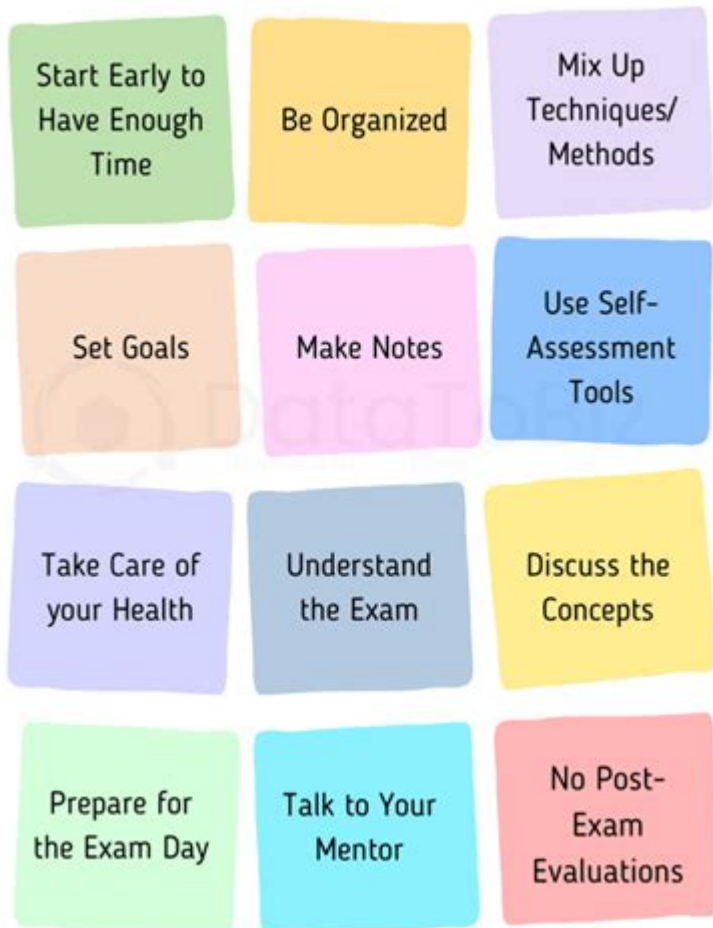 Start Early to
Have Enough
Time
Be Organized
Mix Up
Techniques/
Methods
Set Goals
Make Notes
Use Self-
Assessment
Tools
DataToBiz
Take Care of
your Health
Understand
the Exam
Discuss the
Concepts
Prepare for
the Exam Day
Talk to Your
Mentor
No Post-
Exam
Evaluations